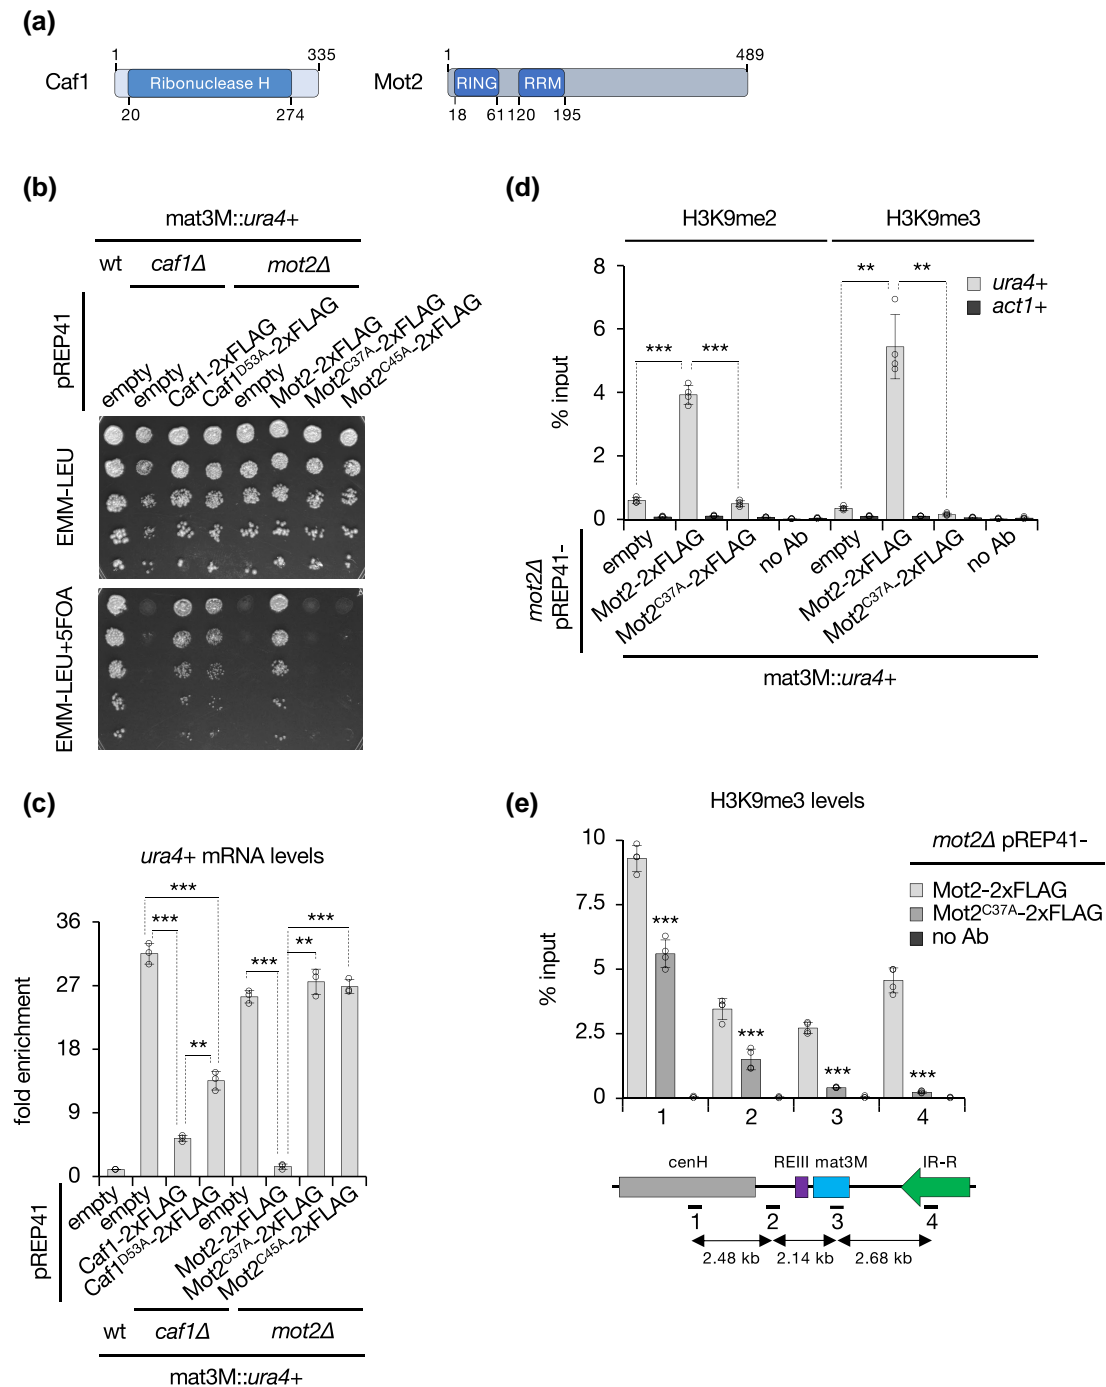 (a)
1 335 1 489
Caf1 Ribonuclease H Mot2 RING RRM
20 274 18 61 120 195
(b)
mat3M::ura4+
wt caf1Δ mot2Δ
pREP41
empty
empty
Caf1-2xFLAG
Caf1D53A-2xFLAG
empty
Mot2-2xFLAG
Mot2C37A-2xFLAG
Mot2C45A-2xFLAG
EMM-LEU
EMM-LEU+5FOA
(c)
ura4+ mRNA levels
fold enrichment
36
27
18
9
0
***
***
**
***
***
**
pREP41
empty
empty
Caf1-2xFLAG
Caf1D53A-2xFLAG
empty
Mot2-2xFLAG
Mot2C37A-2xFLAG
Mot2C45A-2xFLAG
wt caf1Δ mot2Δ
mat3M::ura4+
(d)
H3K9me2 H3K9me3
% input
8
6
4
2
0
*** ***
** **
ura4+
act1+
mot2Δ
pREP41-
empty
Mot2-2xFLAG
Mot2C37A-2xFLAG
no Ab
empty
Mot2-2xFLAG
Mot2C37A-2xFLAG
no Ab
mat3M::ura4+
(e)
H3K9me3 levels
mot2Δ pREP41-
Mot2-2xFLAG
Mot2C37A-2xFLAG
no Ab
% input
10
7.5
5
2.5
0
***
***
***
***
1 2 3 4
cenH REIII mat3M IR-R
1 2 3 4
2.48 kb 2.14 kb 2.68 kb